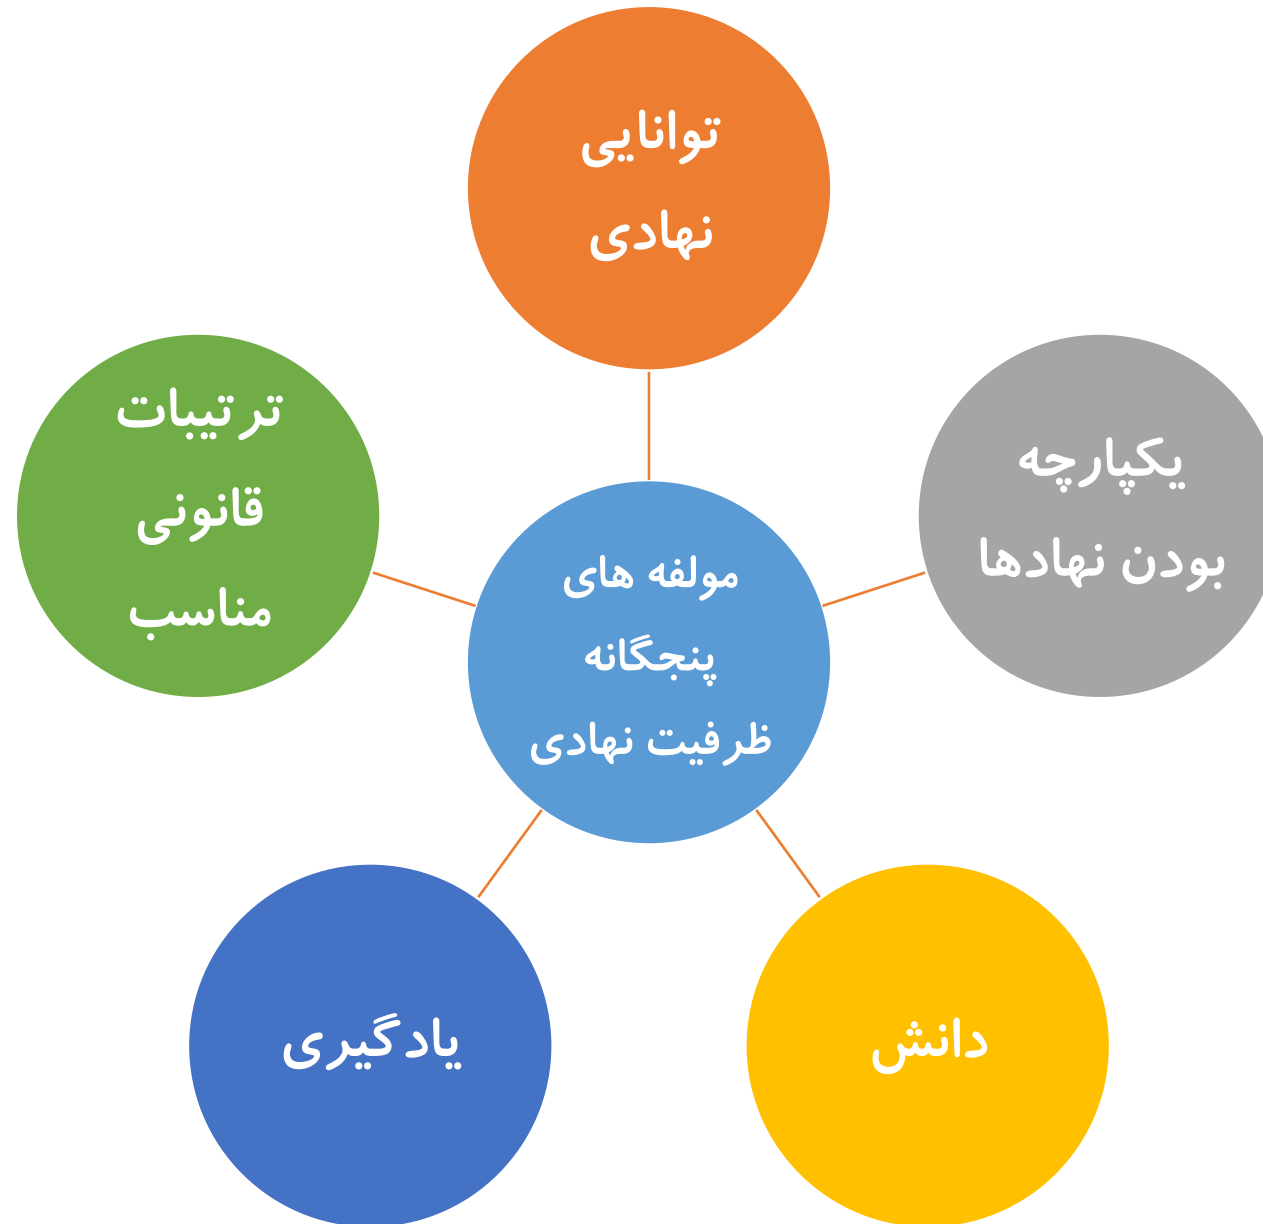 توانایی
نهادی
ترتیبات
قانونی
مناسب
یکپارچه
بودن نهادها
مولفه های
پنجگانه
ظرفیت نهادی
یادگیری
دانش